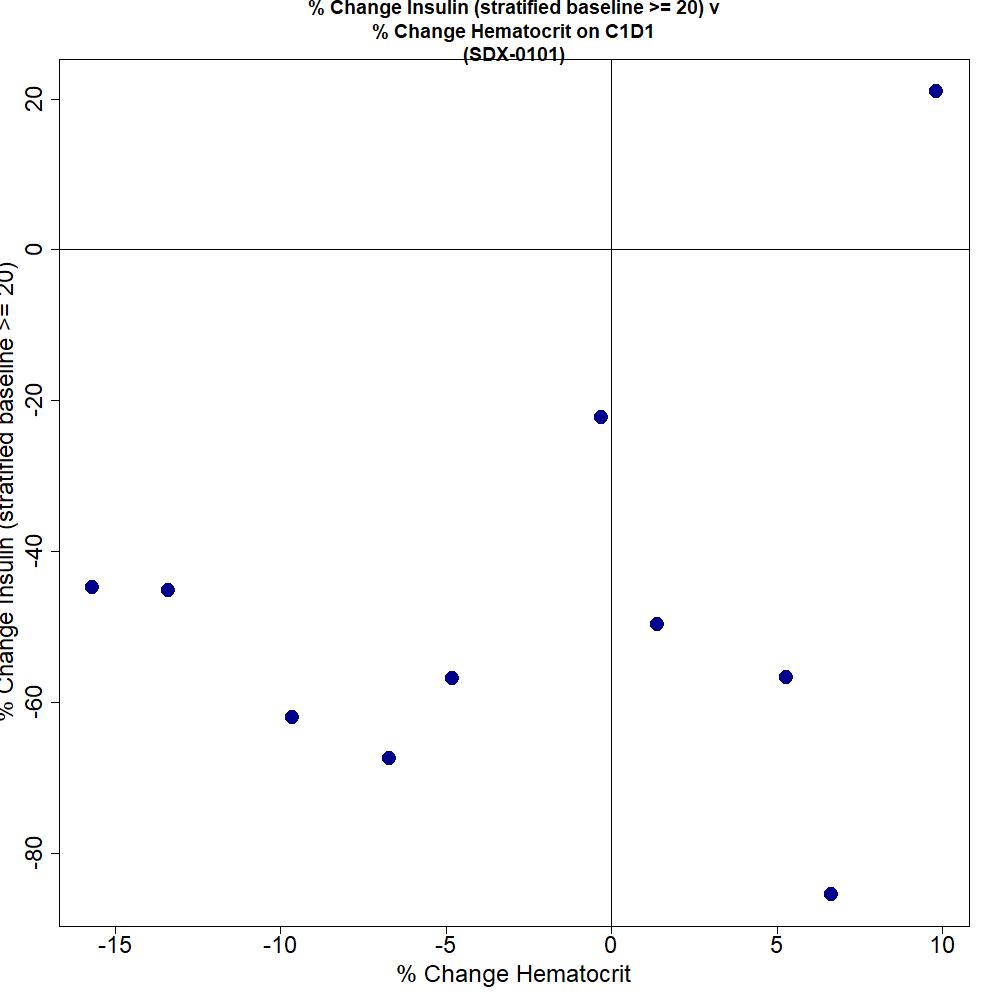 % Change Insulin (stratified baseline >= 20) v
% Change Hematocrit on C1D1
(SDX-0101)
% Change Insulin (stratified baseline >= 20)
20
0
-20
-40
-60
-80
-15
-10
-5
0
5
10
% Change Hematocrit